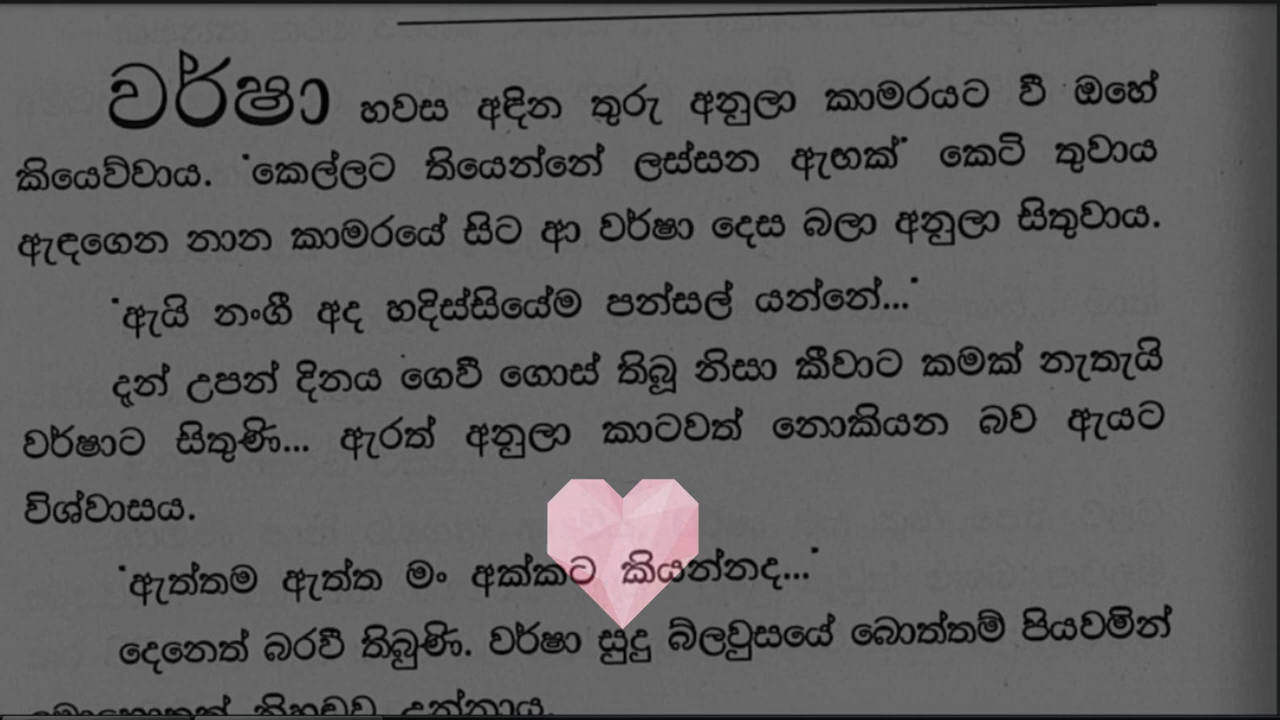 වර්ෂා හවස අඳින තුරු අනුලා කාමරයට වී ඔහේ
කියෙව්වාය. "කෙල්ලට තියෙන්නේ ලස්සන ඇඟක්" කෙටි තුවාය
ඇඳගෙන නාන කාමරයේ සිට ආ වර්ෂා දෙස බලා අනුලා සිතුවාය.
"ඇයි නංගී අද හදිස්සියේම පන්සල් යන්නේ..."
දැන් උපන් දිනය ගෙවී ගොස් තිබූ නිසා කීවාට කමක් නැතැයි
වර්ෂාට සිතුණි... ඇරත් අනුලා කාටවත් නොකියන බව ඇයට
විශ්වාසය.
"ඇත්තම ඇත්ත මං අක්කට කියන්නද..."
දෙනෙත් බරවී තිබුණි. වර්ෂා සුදු බ්ලවුසයේ බොත්තම් පියවමින්